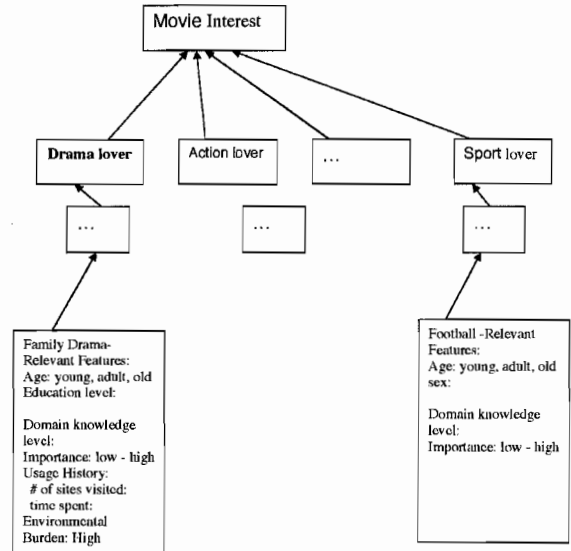 Movie Interest
Drama lover
Action lover
...
Sport lover
...
...
...
Family Drama-
Relevant Features:
Age: young, adult, old
Education level:
Domain knowledge
level:
Importance: low - high
Usage History:
# of sites visited:
time spent:
Environmental
Burden: High
Football -Relevant
Features:
Age: young, adult, old
sex:
Domain knowledge
level:
Importance: low - high